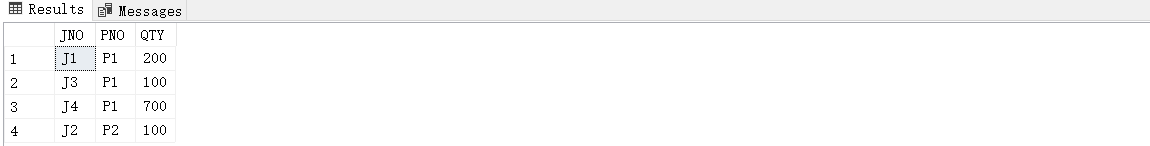 Results Messages
JNO PNO QTY
1 J1 P1 200
2 J3 P1 100
3 J4 P1 700
4 J2 P2 100